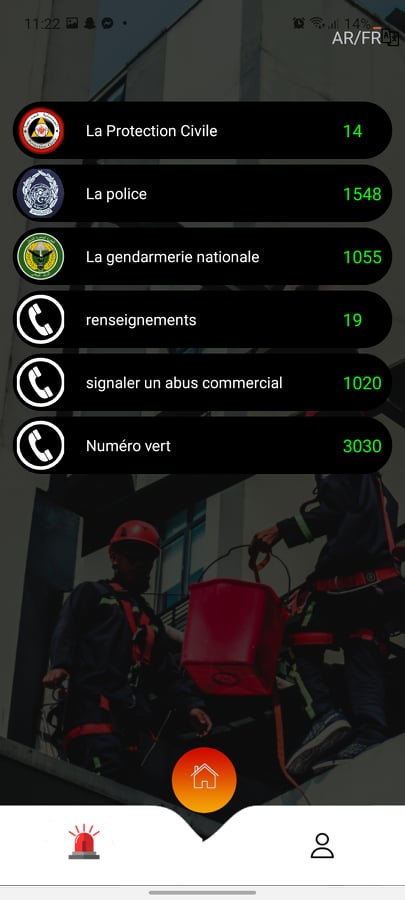 11:22
14%
AR/FR
La Protection Civile 14
La police 1548
La gendarmerie nationale 1055
renseignements 19
signaler un abus commercial 1020
Numéro vert 3030